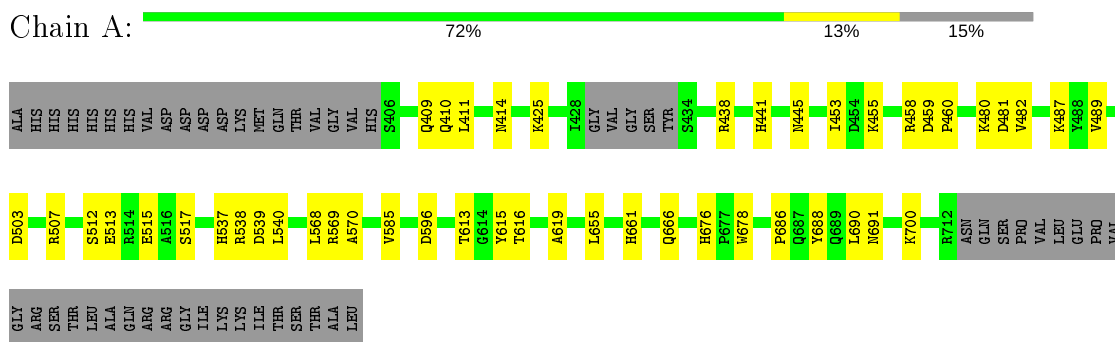 Chain A:
72% 13% 15%
ALA HIS HIS HIS HIS HIS HIS VAL ASP ASP ASP ASP LYS MET GLN THR VAL GLY VAL HIS S406 Q409 Q410 L411 N414 K425 I428 GLY VAL GLY SER TYR S434 R438 H441 N445 I453 D454 K455 R458 D459 P460 K480 D481 V482 K487 Y488 V489
D503 R507 S512 E513 R514 E515 A516 S517 H537 R538 D539 L540 L568 R569 A570 V585 D596 T613 G614 Y615 T616 A619 L655 H661 Q666 H676 P677 W678 P686 Q687 Y688 Q689 L690 N691 K700 R712 ASN GLN SER PRO VAL LEU GLU PRO VAL
GLY ARG SER THR LEU ALA GLN ARG ARG GLY ILE LYS LYS ILE THR SER THR ALA LEU